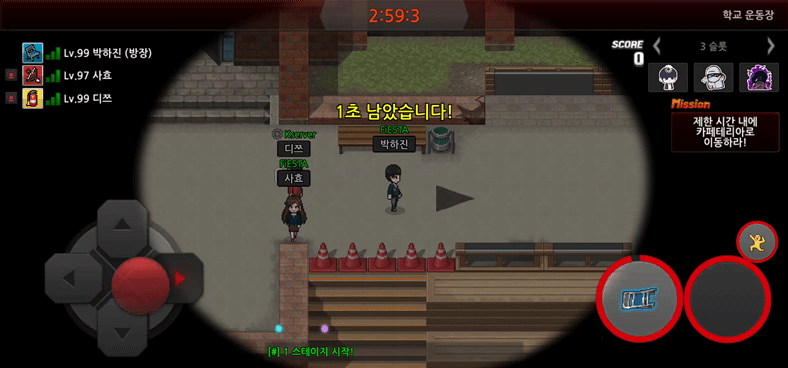 2:59:3
학교 운동장
Lv.99 박하진 (방장)
Lv.97 사효
Lv.99 디쯔
SCORE
0
3 슬롯
Mission
제한 시간 내에
카페테리아로
이동하라!
1초 남았습니다!
Kserver
디쯔
FiESTA
사효
FiESTA
박하진
[#] 1 스테이지 시작!